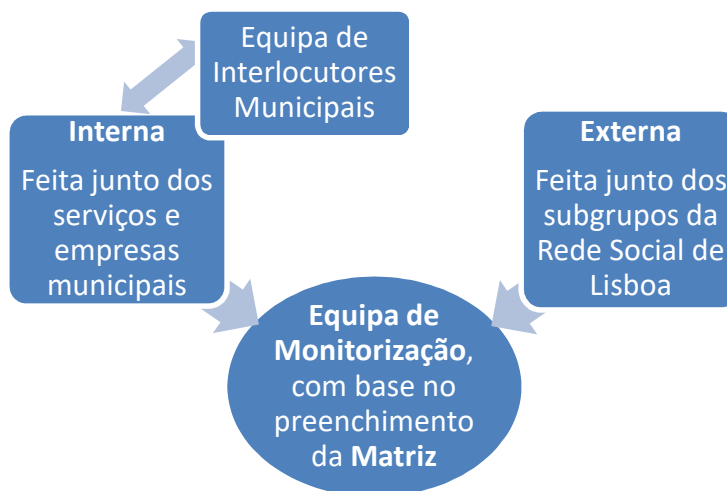 Equipa de
Interlocutores
Municipais
Interna
Feita junto dos
serviços e
empresas
municipais
Externa
Feita junto dos
subgrupos da
Rede Social de
Lisboa
Equipa de
Monitorização,
com base no
preenchimento
da Matriz